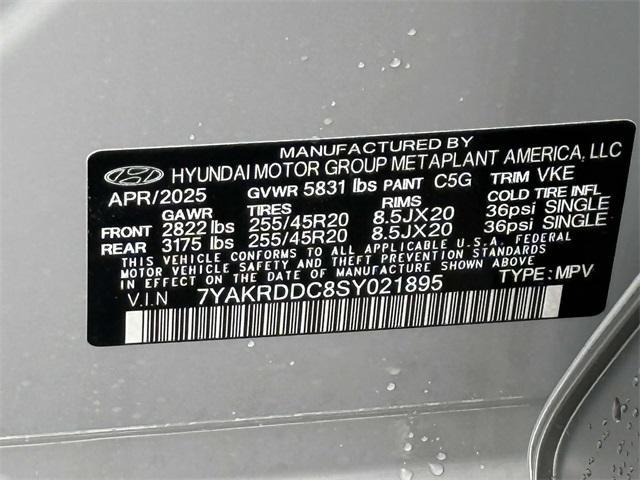 MANUFACTURED BY
HYUNDAI MOTOR GROUP METAPLANT AMERICA, LLC
APR/2025 GVWR 5831 lbs PAINT C5G TRIM VKE
GAWR TIRES RIMS COLD TIRE INFL
FRONT 2822 lbs 255/45R20 8.5JX20 36psi SINGLE
REAR 3175 lbs 255/45R20 8.5JX20 36psi SINGLE
THIS VEHICLE CONFORMS TO ALL APPLICABLE U.S.A. FEDERAL
MOTOR VEHICLE SAFETY AND THEFT PREVENTION STANDARDS
IN EFFECT ON THE DATE OF MANUFACTURE SHOWN ABOVE.
V.I.N 7YAKRDDC8SY021895 TYPE: MPV